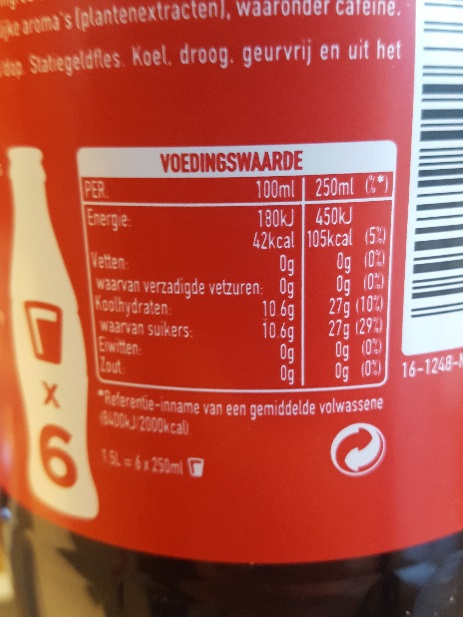 jke aroma's (plantenextracten), waaronder cafeïne.
dop. Statiegeldfles. Koel, droog, geurvrij en uit het
VOEDINGSWAARDE
PER: 100ml 250ml (%*)
Energie: 180kJ 450kJ
42kcal 105kcal (5%)
Vetten: 0g 0g (0%)
waarvan verzadigde vetzuren: 0g 0g (0%)
Koolhydraten: 10.6g 27g (10%)
waarvan suikers: 10.6g 27g (29%)
Eiwitten: 0g 0g (0%)
Zout: 0g 0g (0%)
*Referentie-inname van een gemiddelde volwassene
(8400kJ/2000kcal)
1.5L = 6 x 250ml
x
6
16-1248-